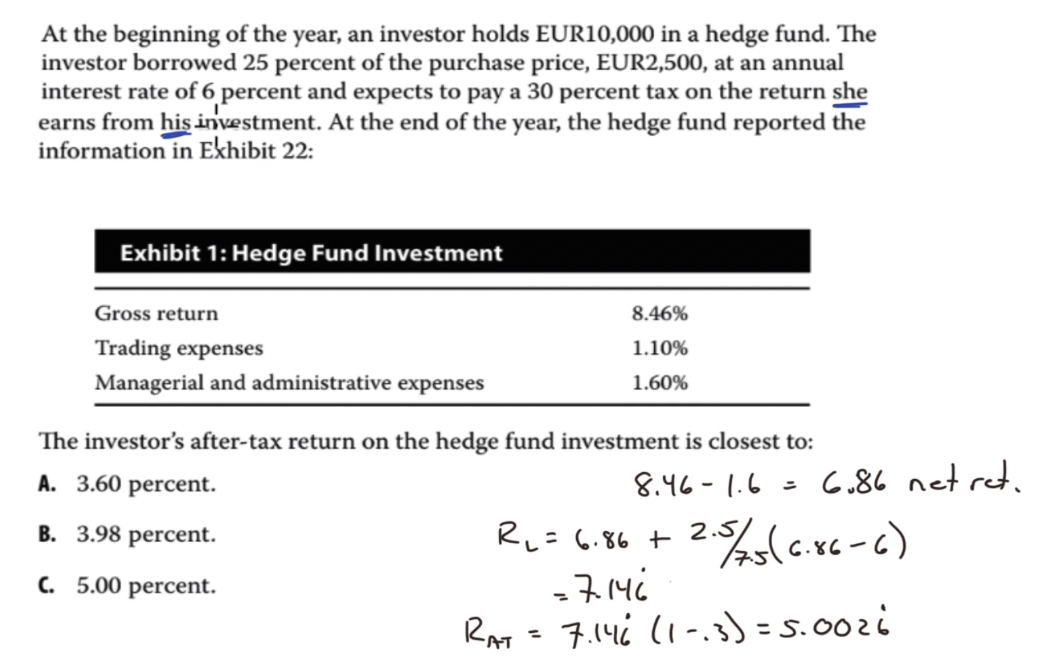 At the beginning of the year, an investor holds EUR10,000 in a hedge fund. The
investor borrowed 25 percent of the purchase price, EUR2,500, at an annual
interest rate of 6 percent and expects to pay a 30 percent tax on the return she
earns from his investment. At the end of the year, the hedge fund reported the
information in Exhibit 22:
Exhibit 1: Hedge Fund Investment
Gross return 8.46%
Trading expenses 1.10%
Managerial and administrative expenses 1.60%
The investor's after-tax return on the hedge fund investment is closest to:
A. 3.60 percent.
8.46 - 1.6 = 6.86 net ret.
B. 3.98 percent.
RL = 6.86 + 2.5/7.5 (6.86 - 6)
C. 5.00 percent.
= 7.146̇
RAT = 7.146̇ (1 - .3) = 5.0026̇